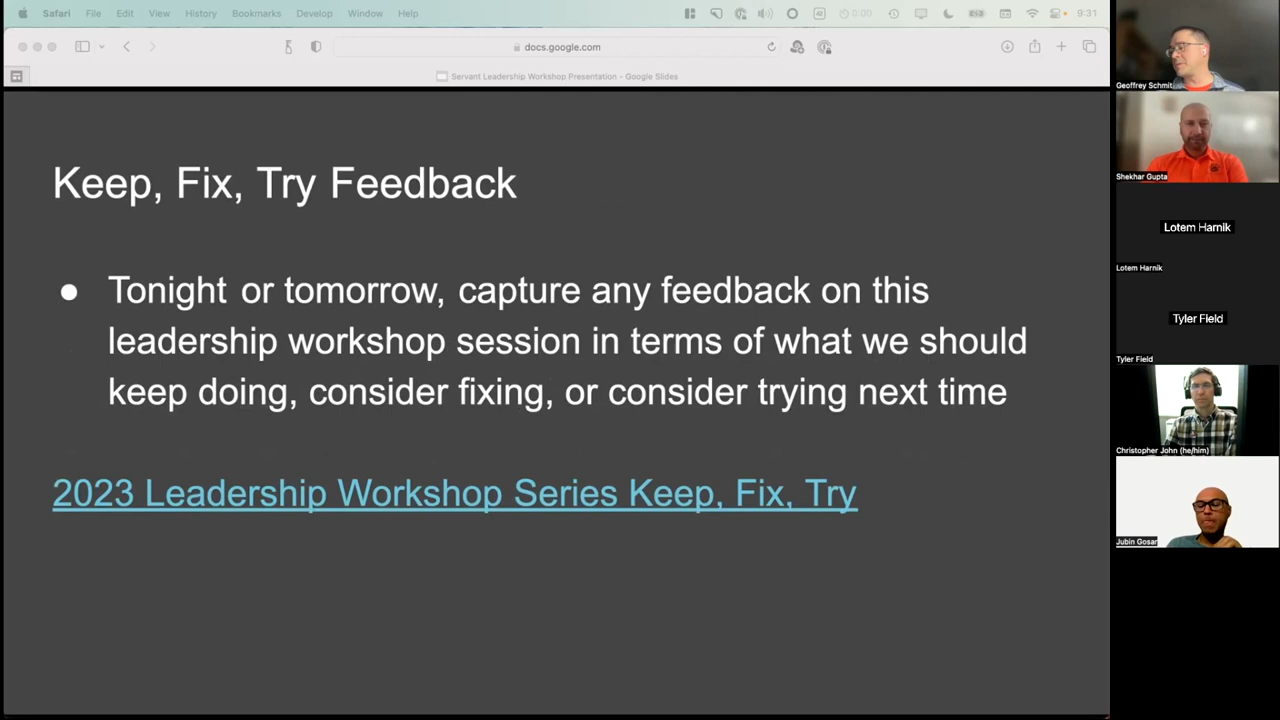 Safari File Edit View History Bookmarks Develop Window Help 0:00 9:31
docs.google.com
Servant Leadership Workshop Presentation - Google Slides
Keep, Fix, Try Feedback
● Tonight or tomorrow, capture any feedback on this
leadership workshop session in terms of what we should
keep doing, consider fixing, or consider trying next time
2023 Leadership Workshop Series Keep, Fix, Try
Geoffrey Schmit
Shekhar Gupta
Lotem Harnik
Lotem Harnik
Tyler Field
Tyler Field
Christopher John (he/him)
Jubin Gosar